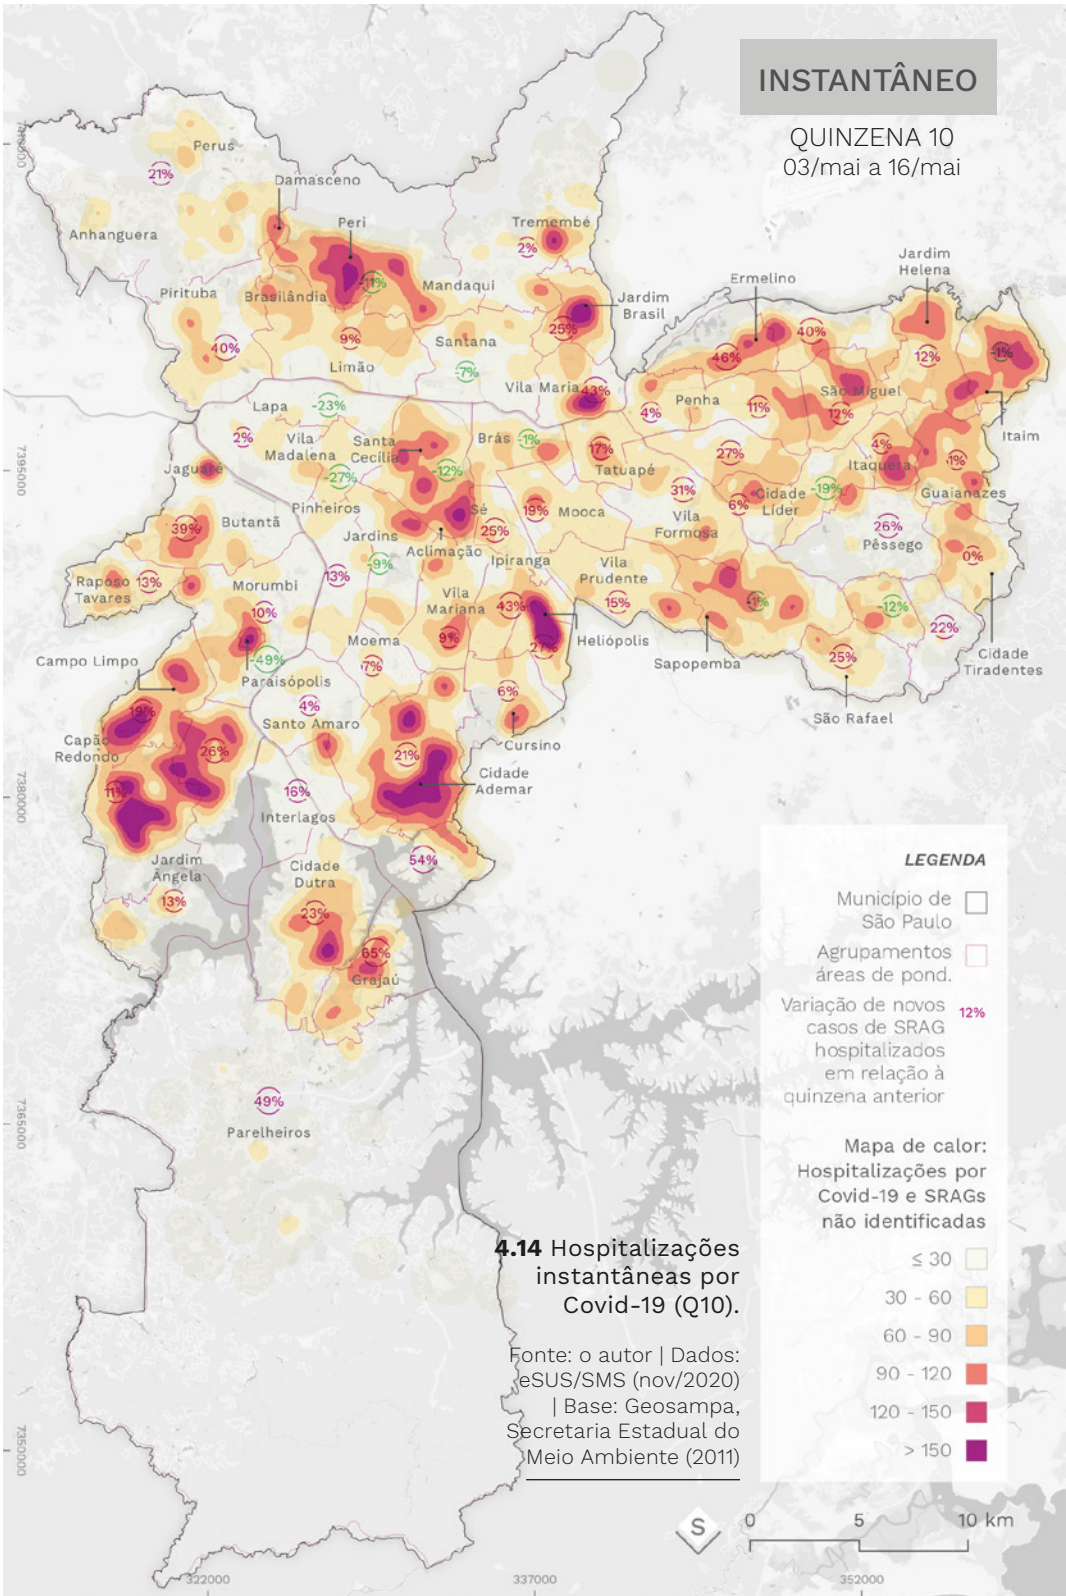 INSTANTÂNEO
QUINZENA 10
03/mai a 16/mai
Perus
21%
Damasceno
Anhanguera
Peri
Tremembé
2%
Jardim
Helena
Ermelino
Pirituba
Brasilândia
-11%
Mandaqui
Jardim
Brasil
40%
9%
Santana
25%
46%
40%
12%
-1%
Limão
-7%
Vila Maria
43%
São Miguel
Lapa
-23%
4%
Penha
11%
12%
Itaim
2%
Vila
Madalena
Santa
Cecília
Brás
-1%
17%
Tatuapé
27%
4%
Jaguaré
-27%
-12%
Itaquera
-1%
Pinheiros
31%
Cidade
Líder
-19%
Guaianazes
39%
Butantã
Sé
19%
Mocca
6%
Jardins
Aclimação
25%
Vila
Formosa
26%
Pêssego
Ipiranga
-9%
Raposo
Tavares
13%
Morumbi
13%
Vila
Prudente
0%
10%
Vila
Mariana
43%
15%
-1%
-12%
Moema
9%
27%
Heliópolis
22%
Campo Limpo
-49%
Paraisópolis
Sapopemba
25%
Cidade
Tiradentes
4%
Santo Amaro
6%
São Rafael
19%
Capão
Redondo
26%
21%
Cursino
11%
16%
Interlagos
Cidade
Ademar
Jardim
Ângela
54%
Cidade
Dutra
13%
23%
65%
Grajaú
49%
Parelheiros
LEGENDA
Município de
São Paulo
Agrupamentos
áreas de pond.
Variação de novos
casos de SRAG
hospitalizados
em relação à
quinzena anterior
12%
Mapa de calor:
Hospitalizações por
Covid-19 e SRAGs
não identificadas
≤ 30
30 - 60
60 - 90
90 - 120
120 - 150
> 150
4.14 Hospitalizações
instantâneas por
Covid-19 (Q10).
Fonte: o autor | Dados:
eSUS/SMS (nov/2020)
| Base: Geosampa,
Secretaria Estadual do
Meio Ambiente (2011)
S
0 5 10 km
7395000
7380000
7365000
7350000
322000
337000
352000